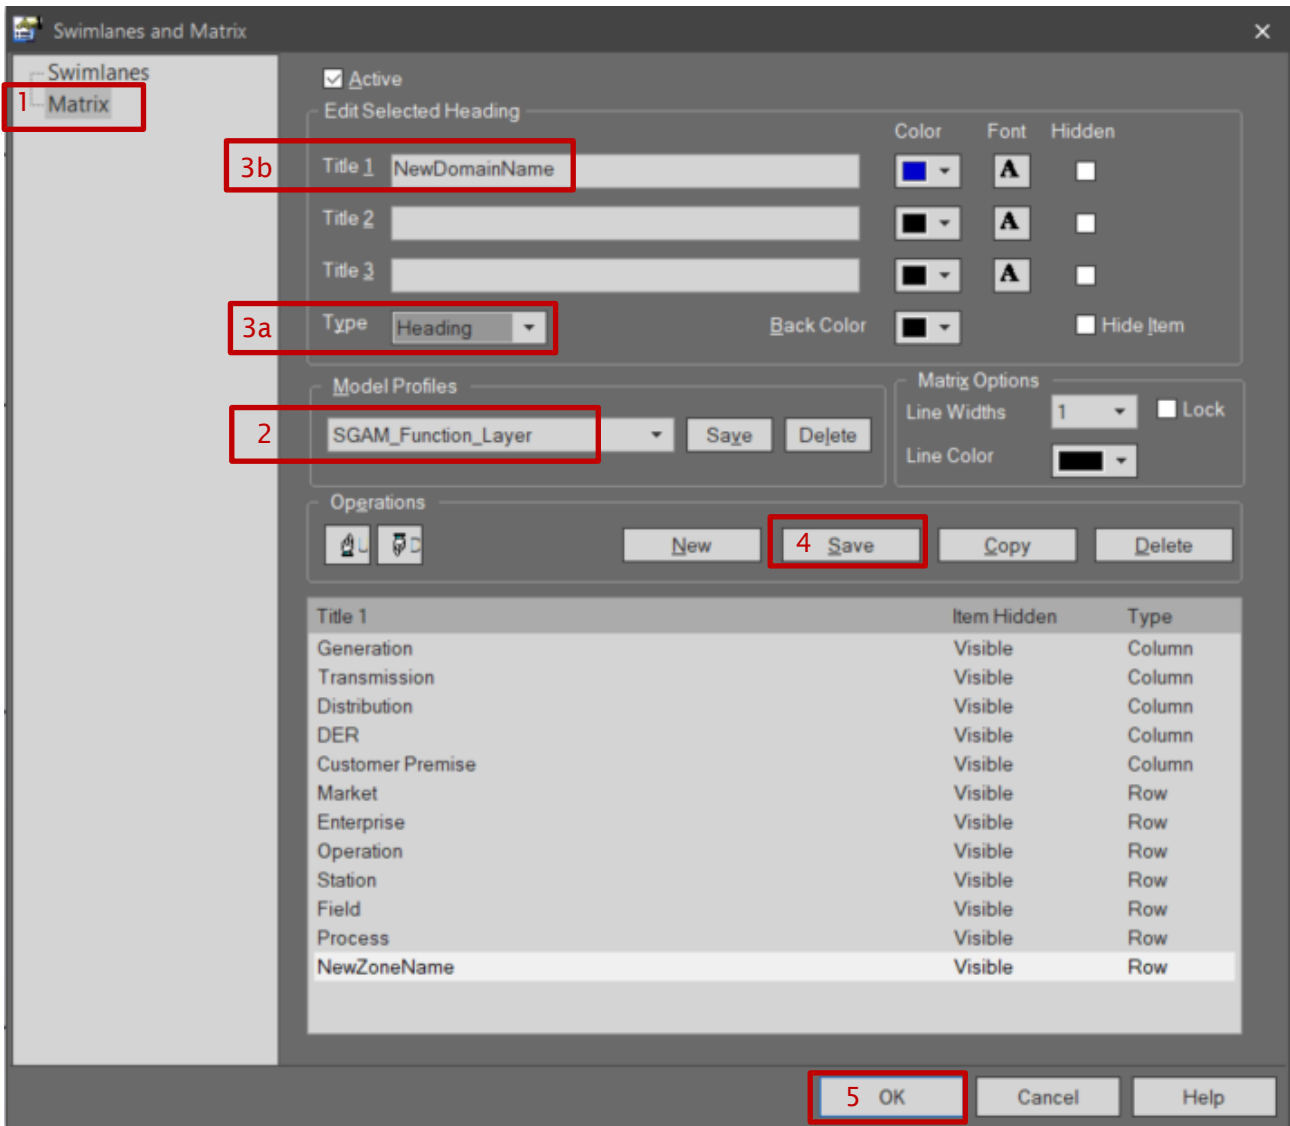 Swimlanes and Matrix
Swimlanes
1 Matrix
Active
Edit Selected Heading
Color Font Hidden
3b Title 1 NewDomainName A
Title 2 A
Title 3 A
3a Type Heading Back Color Hide Item
Model Profiles Matrix Options
Line Widths 1 Lock
2 SGAM_Function_Layer Save Delete
Line Color
Operations
U D New 4 Save Copy Delete
Title 1 Item Hidden Type
Generation Visible Column
Transmission Visible Column
Distribution Visible Column
DER Visible Column
Customer Premise Visible Column
Market Visible Row
Enterprise Visible Row
Operation Visible Row
Station Visible Row
Field Visible Row
Process Visible Row
NewZoneName Visible Row
5 OK Cancel Help